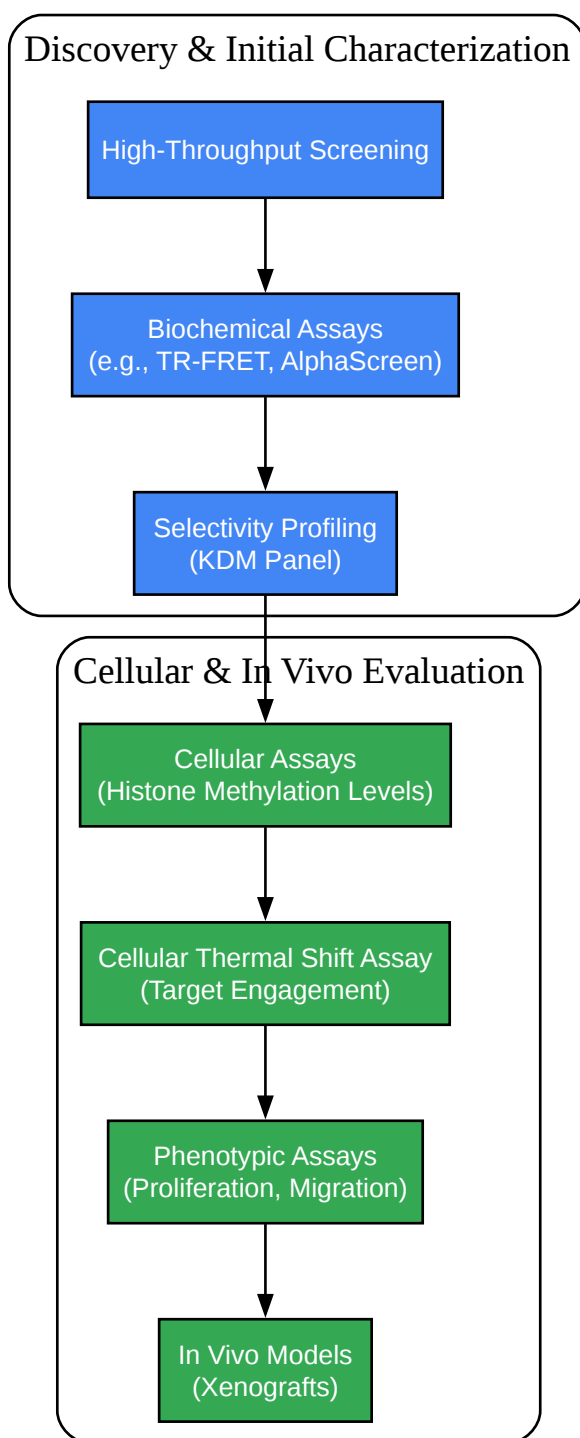 Discovery & Initial Characterization
High-Throughput Screening
Biochemical Assays
(e.g., TR-FRET, AlphaScreen)
Selectivity Profiling
(KDM Panel)
Cellular & In Vivo Evaluation
Cellular Assays
(Histone Methylation Levels)
Cellular Thermal Shift Assay
(Target Engagement)
Phenotypic Assays
(Proliferation, Migration)
In Vivo Models
(Xenografts)